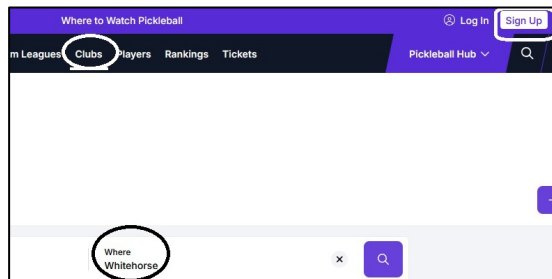 Where to Watch Pickleball Log In Sign Up
m Leagues Clubs Players Rankings Tickets Pickleball Hub
Where
Whitehorse